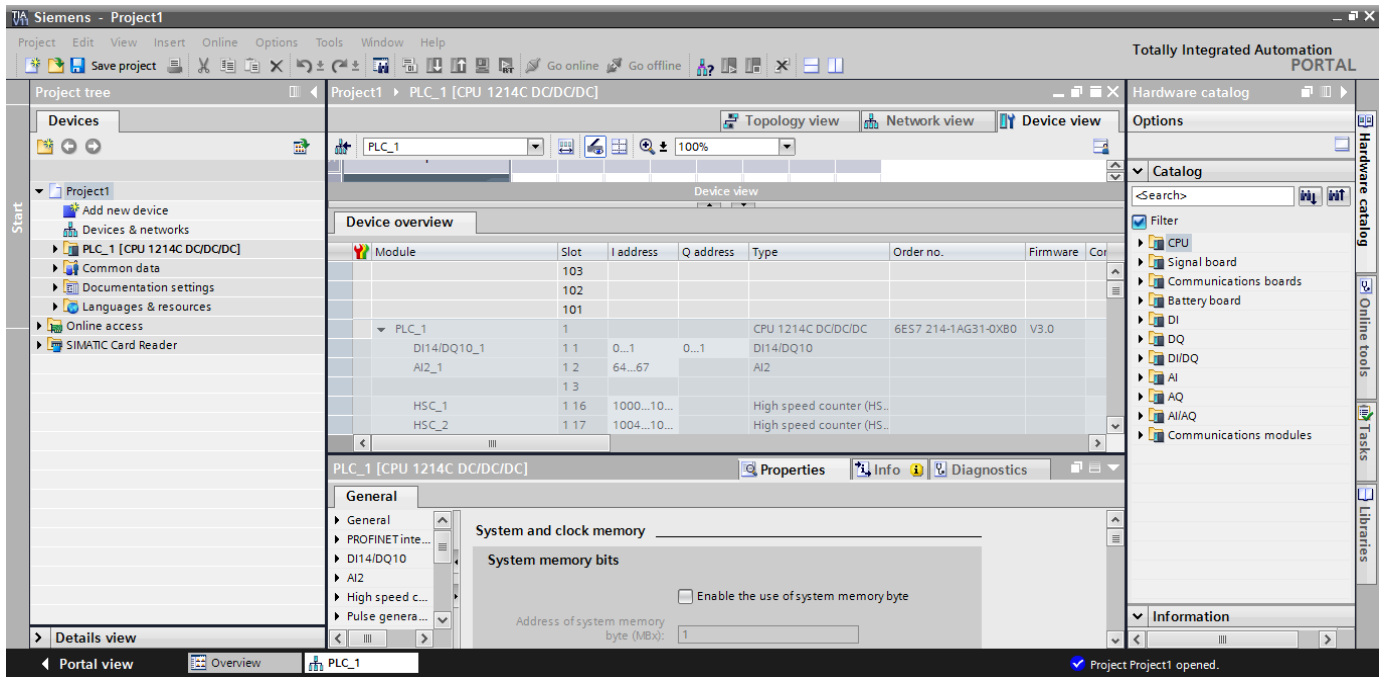 Siemens - Project1
Project Edit View Insert Online Options Tools Window Help
Totally Integrated Automation
PORTAL
Save project
Go online
Go offline
Project tree
Project1 PLC_1 [CPU 1214C DC/DC/DC]
Hardware catalog
Devices
Topology view
Network view
Device view
Options
PLC_1
100%
Catalog
Device view
<Search>
Filter
Start
Project1
Add new device
Devices & networks
PLC_1 [CPU 1214C DC/DC/DC]
Common data
Documentation settings
Languages & resources
Online access
SIMATIC Card Reader
Device overview
Module Slot I address Q address Type Order no. Firmware
103
102
101
PLC_1 1 CPU 1214C DC/DC/DC 6ES7 214-1AG31-0XB0 V3.0
DI14/DQ10_1 1 1 0...1 0...1 DI14/DQ10
AI2_1 1 2 64...67 AI2
1 3
HSC_1 1 16 1000...10... High speed counter (HS..
HSC_2 1 17 1004...10... High speed counter (HS..
CPU
Signal board
Communications boards
Battery board
DI
DQ
DI/DQ
AI
AQ
AI/AQ
Communications modules
Hardware catalog
Online tools
Tasks
Libraries
PLC_1 [CPU 1214C DC/DC/DC]
Properties
Info
Diagnostics
General
General
PROFINET inte...
DI14/DQ10
AI2
High speed c...
Pulse genera...
System and clock memory
System memory bits
Enable the use of system memory byte
Address of system memory
byte (MBx): 1
Information
Details view
Portal view
Overview
PLC_1
Project Project1 opened.